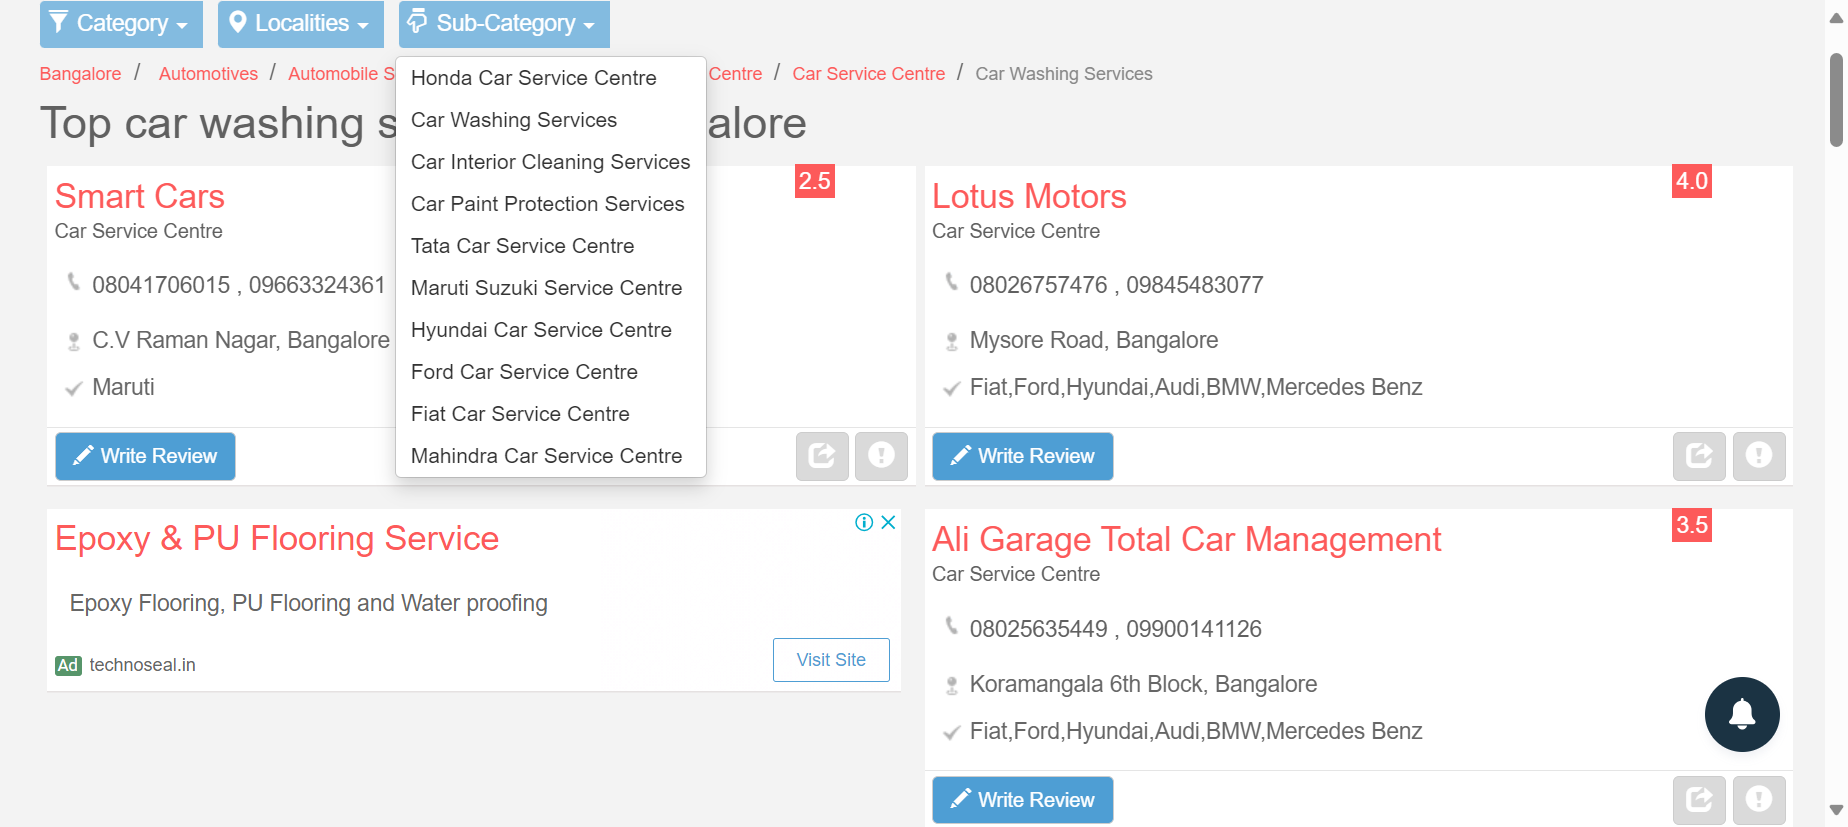 Category
Localities
Sub-Category
Bangalore / Automotives / Automobile S
Centre / Car Service Centre / Car Washing Services
Honda Car Service Centre
Car Washing Services
Car Interior Cleaning Services
Car Paint Protection Services
Tata Car Service Centre
Maruti Suzuki Service Centre
Hyundai Car Service Centre
Ford Car Service Centre
Fiat Car Service Centre
Mahindra Car Service Centre
Top car washing s
alore
Smart Cars
2.5
Car Service Centre
08041706015 , 09663324361
C.V Raman Nagar, Bangalore
Maruti
Write Review
Lotus Motors
4.0
Car Service Centre
08026757476 , 09845483077
Mysore Road, Bangalore
Fiat,Ford,Hyundai,Audi,BMW,Mercedes Benz
Write Review
Epoxy & PU Flooring Service
Epoxy Flooring, PU Flooring and Water proofing
Ad technoseal.in
Visit Site
Ali Garage Total Car Management
3.5
Car Service Centre
08025635449 , 09900141126
Koramangala 6th Block, Bangalore
Fiat,Ford,Hyundai,Audi,BMW,Mercedes Benz
Write Review